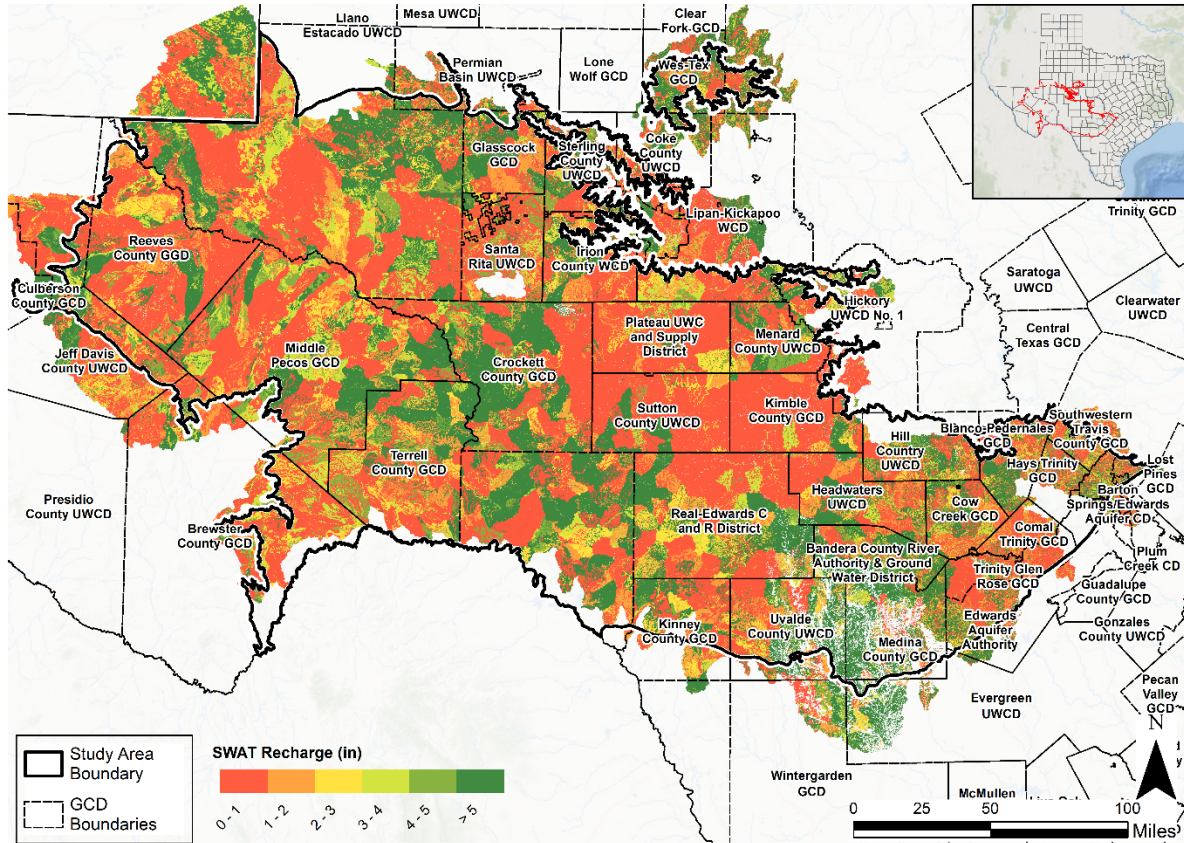 Llano
Estacado UWCD
Mesa UWCD
Clear
Fork GCD
Permian
Basin UWCD
Lone
Wolf GCD
Wes-Tex
GCD
Glasscock
GCD
Sterling
County
UWCD
Coke
County
UWCD
Trinity GCD
Lipan-Kickapoo
WCD
Reeves
County GGD
Santa
Rita UWCD
Irion
County WCD
Saratoga
UWCD
Culberson
County GCD
Hickory
UWCD No. 1
Clearwater
UWCD
Plateau UWC
and Supply
District
Menard
County UWCD
Central
Texas GCD
Jeff Davis
County UWCD
Middle
Pecos GCD
Crockett
County GCD
Sutton
County UWCD
Kimble
County GCD
Blanco-Pedernales
GCD
Southwestern
Travis
County GCD
Hill
Country
UWCD
Hays Trinity
GCD
Lost
Pines
GCD
Terrell
County GCD
Presidio
County UWCD
Headwaters
UWCD
Cow
Creek GCD
Barton
Springs/Edwards
Aquifer CD
Brewster
County GCD
Real-Edwards C
and R District
Comal
Trinity GCD
Bandera County River
Authority & Ground
Water District
Plum
Creek CD
Trinity Glen
Rose GCD
Guadalupe
County GCD
Kinney
County GCD
Uvalde
County UWCD
Medina
County GCD
Edwards
Aquifer
Authority
Gonzales
County UWCD
Pecan
Valley
GCD
Evergreen
UWCD
N
Study Area
Boundary
GCD
Boundaries
SWAT Recharge (in)
0 - 1
1 - 2
2 - 3
3 - 4
4 - 5
> 5
Wintergarden
GCD
McMullen
0 50 100
Miles